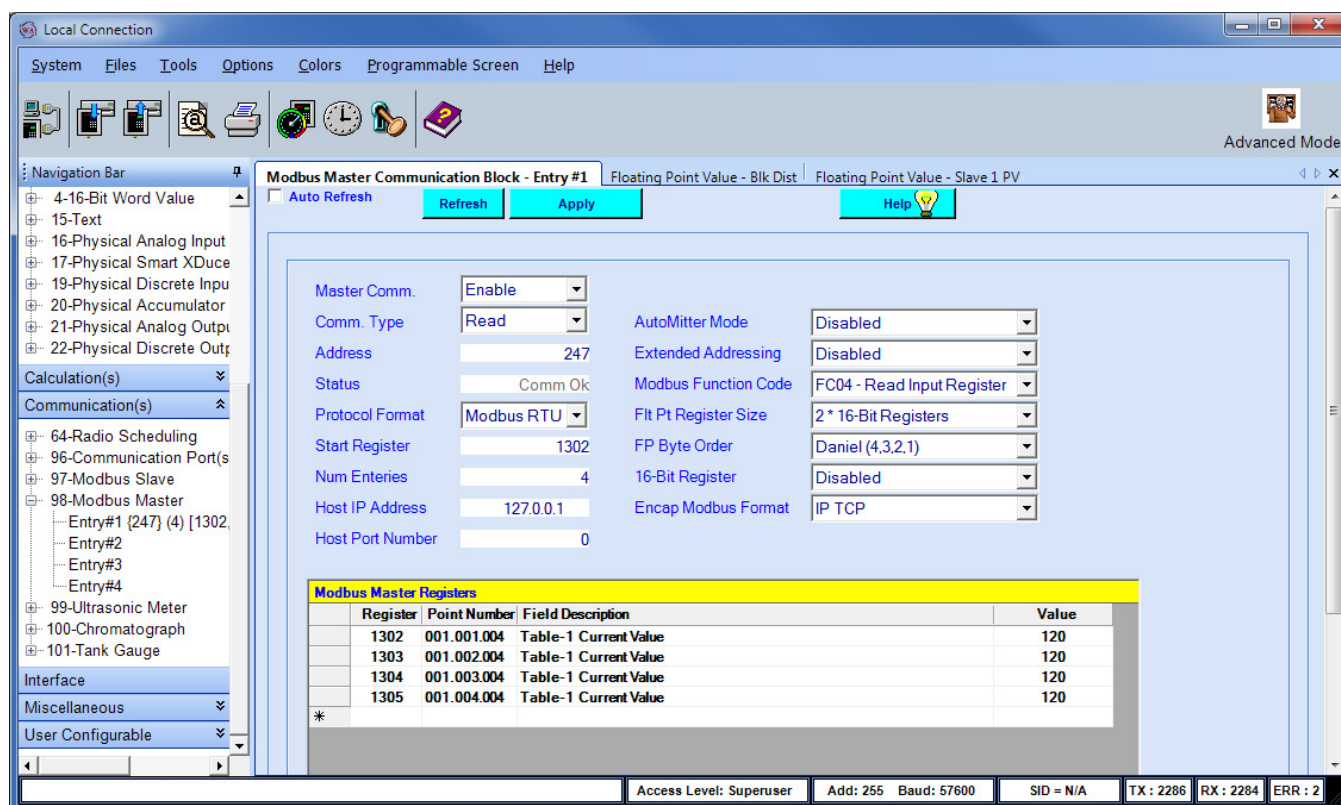 Local Connection
System Files Tools Options Colors Programmable Screen Help
Advanced Mode
Navigation Bar
4-16-Bit Word Value
15-Text
16-Physical Analog Input
17-Physical Smart XDuce
19-Physical Discrete Inpu
20-Physical Accumulator
21-Physical Analog Outpu
22-Physical Discrete Outp
Calculation(s)
Communication(s)
64-Radio Scheduling
96-Communication Port(s
97-Modbus Slave
98-Modbus Master
Entry#1 {247} (4) [1302,
Entry#2
Entry#3
Entry#4
99-Ultrasonic Meter
100-Chromatograph
101-Tank Gauge
Interface
Miscellaneous
User Configurable
Modbus Master Communication Block - Entry #1 Floating Point Value - Blk Dist Floating Point Value - Slave 1 PV
Auto Refresh Refresh Apply Help
Master Comm. Enable
Comm. Type Read AutoMitter Mode Disabled
Address 247 Extended Addressing Disabled
Status Comm Ok Modbus Function Code FC04 - Read Input Register
Protocol Format Modbus RTU Flt Pt Register Size 2 * 16-Bit Registers
Start Register 1302 FP Byte Order Daniel (4,3,2,1)
Num Enteries 4 16-Bit Register Disabled
Host IP Address 127.0.0.1 Encap Modbus Format IP TCP
Host Port Number 0
Modbus Master Registers
Register Point Number Field Description Value
1302 001.001.004 Table-1 Current Value 120
1303 001.002.004 Table-1 Current Value 120
1304 001.003.004 Table-1 Current Value 120
1305 001.004.004 Table-1 Current Value 120
*
Access Level: Superuser Add: 255 Baud: 57600 SID = N/A TX : 2286 RX : 2284 ERR : 2